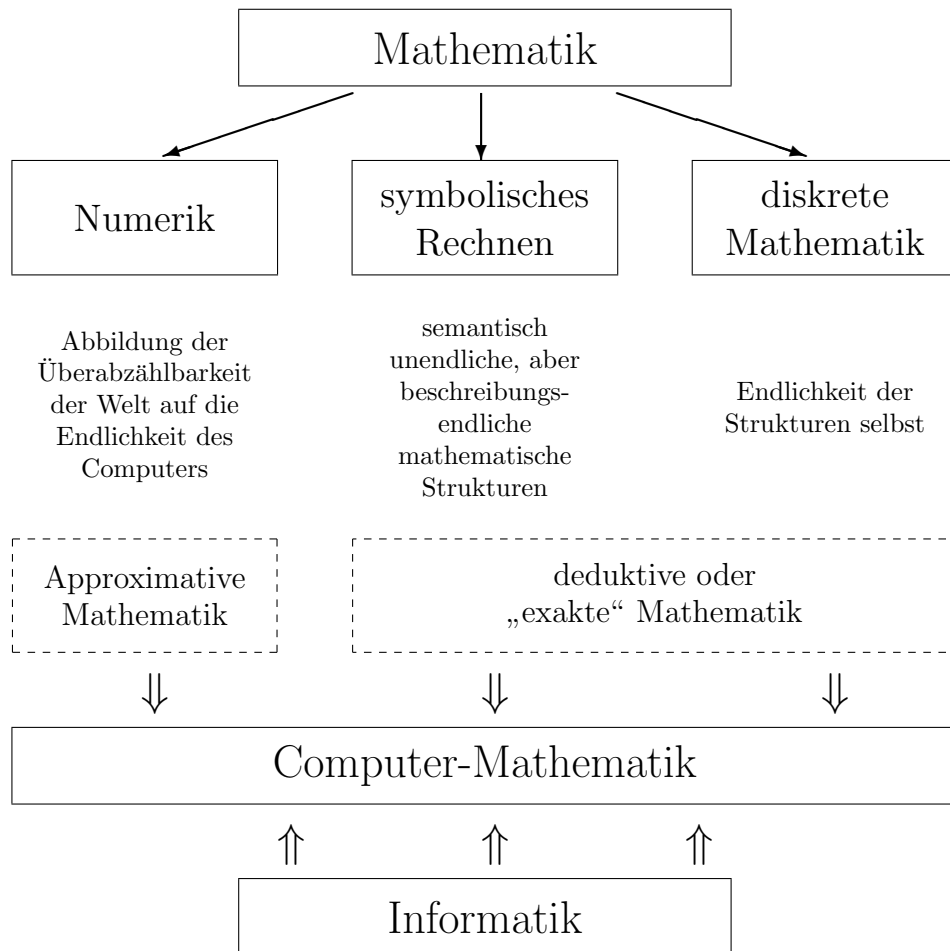 Mathematik
Numerik
symbolisches
Rechnen
diskrete
Mathematik
Abbildung der
Überabzählbarkeit
der Welt auf die
Endlichkeit des
Computers
semantisch
unendliche, aber
beschreibungs-
endliche
mathematische
Strukturen
Endlichkeit der
Strukturen selbst
Approximative
Mathematik
deduktive oder
„exakte“ Mathematik
Computer-Mathematik
Informatik